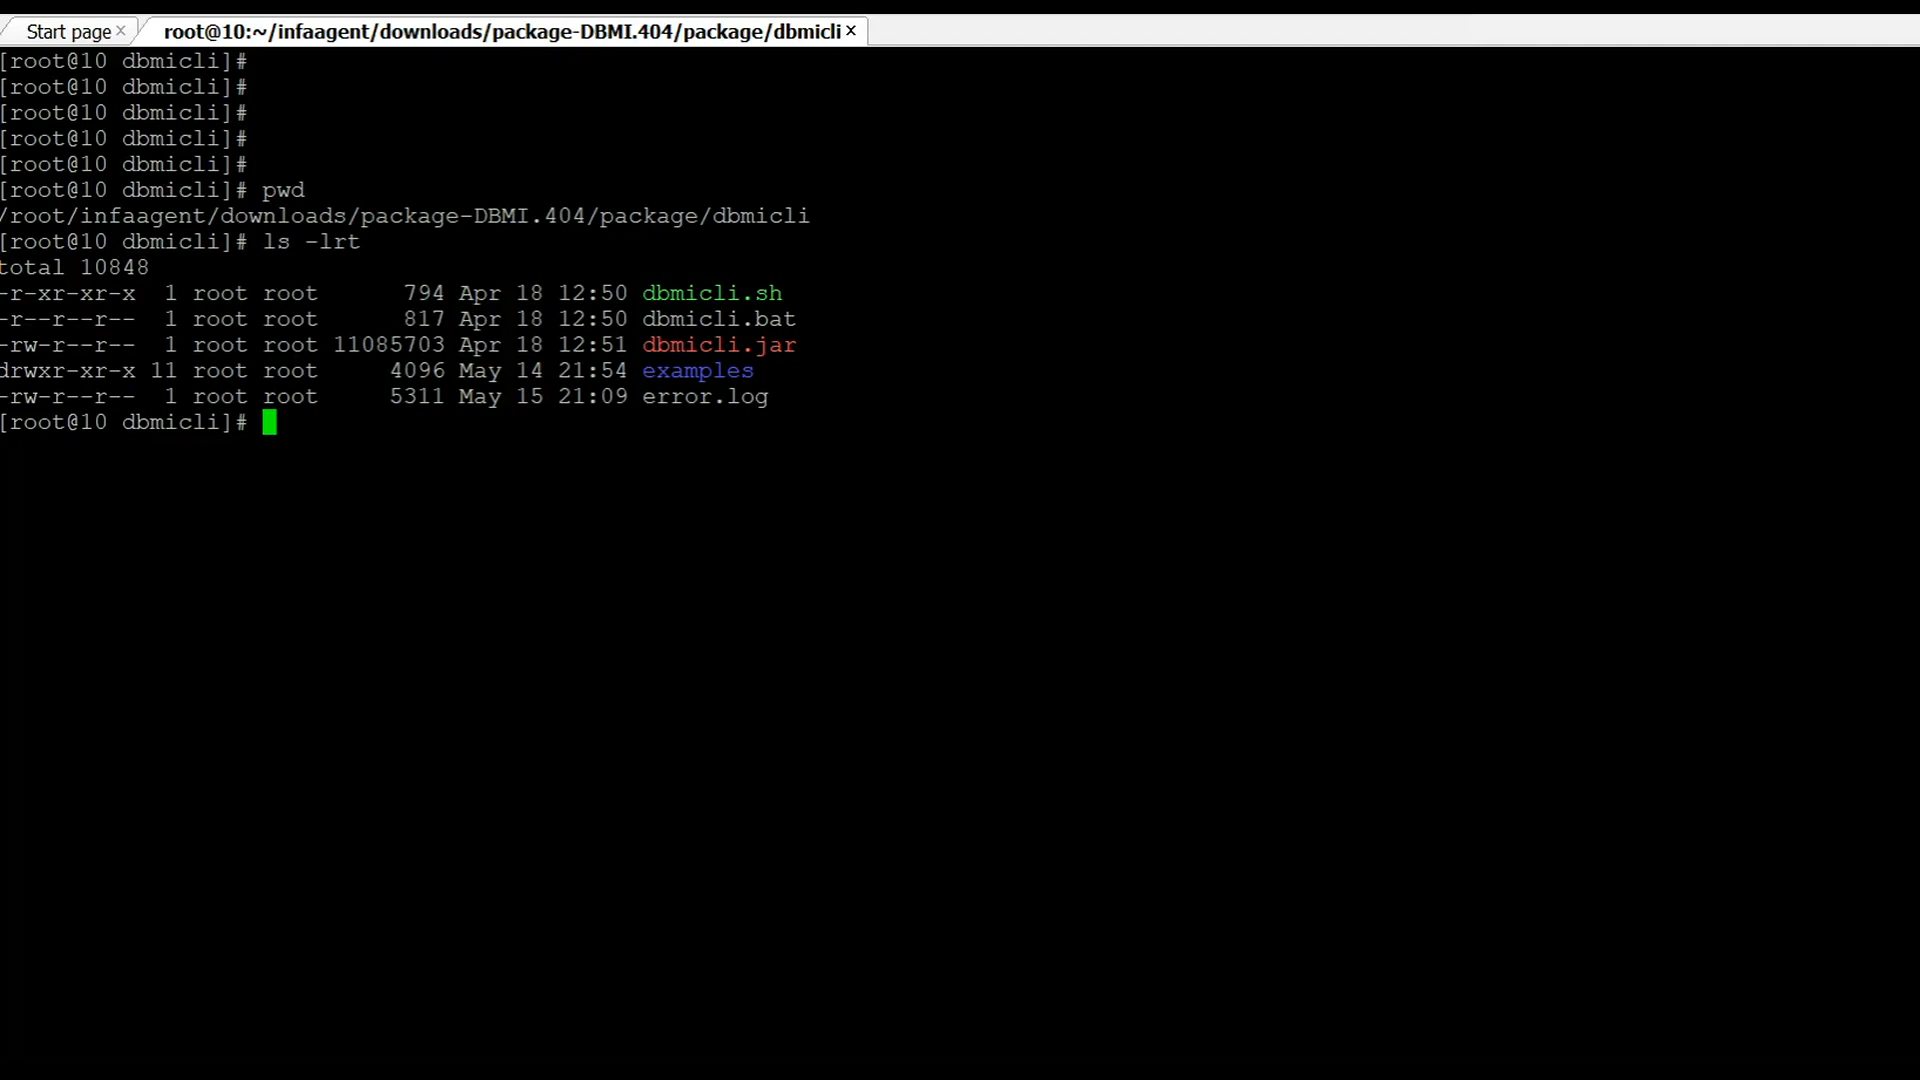 Start page × root@10:~/infaagent/downloads/package-DBMI.404/package/dbmicli ×
[root@10 dbmicli]#
[root@10 dbmicli]#
[root@10 dbmicli]#
[root@10 dbmicli]#
[root@10 dbmicli]#
[root@10 dbmicli]# pwd
/root/infaagent/downloads/package-DBMI.404/package/dbmicli
[root@10 dbmicli]# ls -lrt
total 10848
-r-xr-xr-x  1 root root      794 Apr 18 12:50 dbmicli.sh
-r--r--r--  1 root root      817 Apr 18 12:50 dbmicli.bat
-rw-r--r--  1 root root 11085703 Apr 18 12:51 dbmicli.jar
drwxr-xr-x 11 root root     4096 May 14 21:54 examples
-rw-r--r--  1 root root     5311 May 15 21:09 error.log
[root@10 dbmicli]#